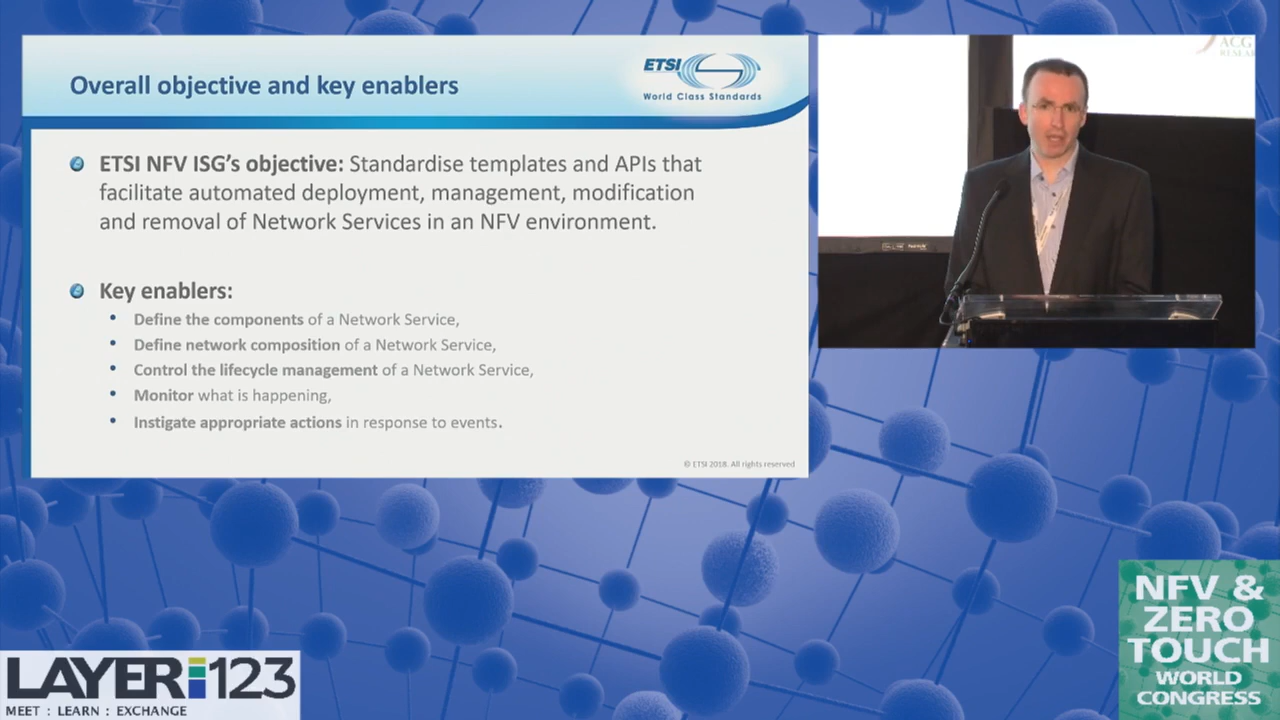 Overall objective and key enablers
ETSI
World Class Standards
ETSI NFV ISG's objective: Standardise templates and APIs that
facilitate automated deployment, management, modification
and removal of Network Services in an NFV environment.
Key enablers:
• Define the components of a Network Service,
• Define network composition of a Network Service,
• Control the lifecycle management of a Network Service,
• Monitor what is happening,
• Instigate appropriate actions in response to events.
© ETSI 2018. All rights reserved
ACG
LAYER123
MEET : LEARN : EXCHANGE
NFV &
ZERO
TOUCH
WORLD
CONGRESS